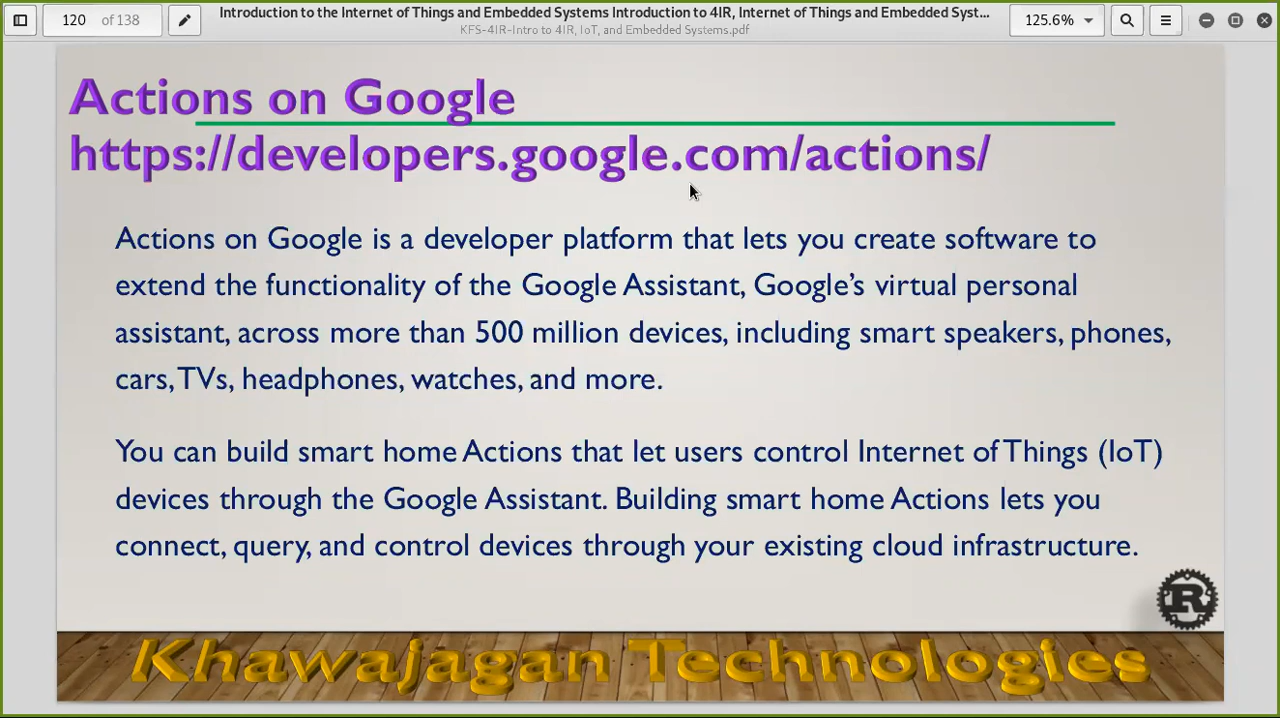 120 of 138
Introduction to the Internet of Things and Embedded Systems Introduction to 4IR, Internet of Things and Embedded Syst...
KFS-4IR-Intro to 4IR, IoT, and Embedded Systems.pdf
125.6%
Actions on Google
https://developers.google.com/actions/
Actions on Google is a developer platform that lets you create software to
extend the functionality of the Google Assistant, Google’s virtual personal
assistant, across more than 500 million devices, including smart speakers, phones,
cars, TVs, headphones, watches, and more.
You can build smart home Actions that let users control Internet of Things (IoT)
devices through the Google Assistant. Building smart home Actions lets you
connect, query, and control devices through your existing cloud infrastructure.
R
Khawajagan Technologies